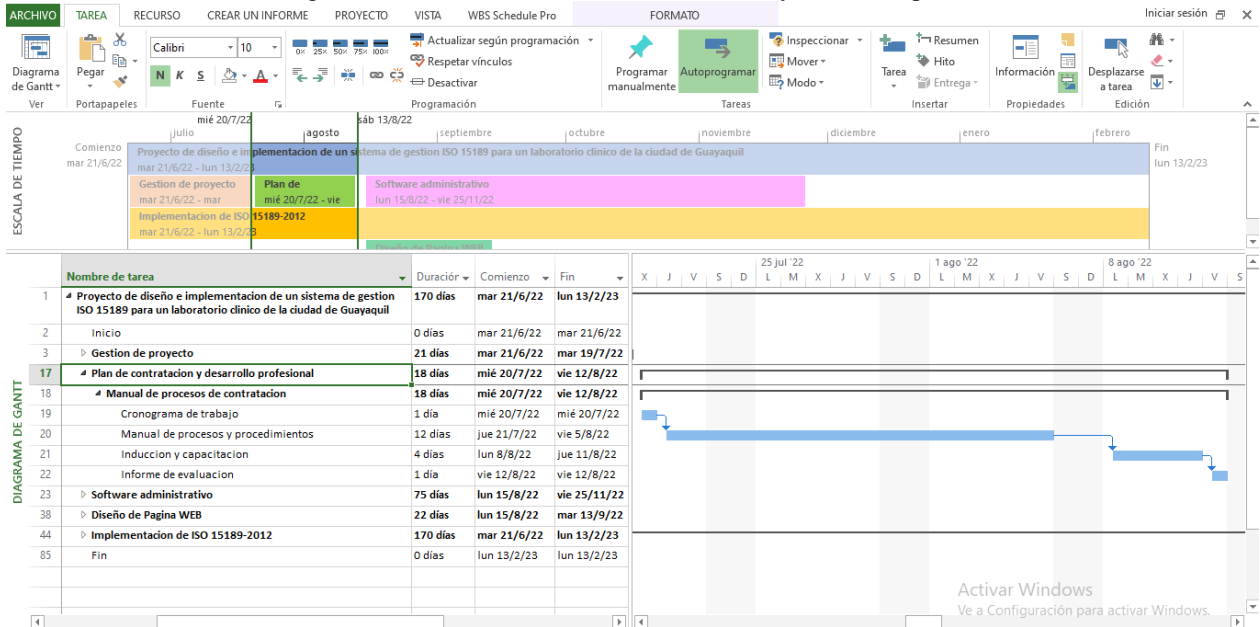 ARCHIVO TAREA RECURSO CREAR UN INFORME PROYECTO VISTA WBS Schedule Pro FORMATO Iniciar sesión
Diagrama de Gantt
Ver
Pegar
Portapapeles
Calibri 10
N K S A
Fuente
0% 25% 50% 75% 100%
Actualizar según programación
Respetar vínculos
Desactivar
Programación
Programar manualmente
Autoprogramar
Inspeccionar
Mover
Modo
Tareas
Tarea
Resumen
Hito
Entrega
Insertar
Información
Propiedades
Desplazarse a tarea
Edición
ESCALA DE TIEMPO
mié 20/7/22 sáb 13/8/22
julio agosto septiembre octubre noviembre diciembre enero febrero
Comienzo
mar 21/6/22
Proyecto de diseño e implementacion de un sistema de gestion ISO 15189 para un laboratorio clinico de la ciudad de Guayaquil
mar 21/6/22 - lun 13/2/23
Fin
lun 13/2/23
Gestion de proyecto
mar 21/6/22 - mar
Plan de
mié 20/7/22 - vie
Software administrativo
lun 15/8/22 - vie 25/11/22
Implementacion de ISO 15189-2012
mar 21/6/22 - lun 13/2/23
Diseño de Pagina WEB
DIAGRAMA DE GANTT
Nombre de tarea Duración Comienzo Fin
25 jul '22 1 ago '22 8 ago '22
X J V S D L M X J V S D L M X J V S D L M X J V S
1 Proyecto de diseño e implementacion de un sistema de gestion 170 días mar 21/6/22 lun 13/2/23
ISO 15189 para un laboratorio clinico de la ciudad de Guayaquil
2 Inicio 0 días mar 21/6/22 mar 21/6/22
3 Gestion de proyecto 21 días mar 21/6/22 mar 19/7/22
17 Plan de contratacion y desarrollo profesional 18 días mié 20/7/22 vie 12/8/22
18 Manual de procesos de contratacion 18 días mié 20/7/22 vie 12/8/22
19 Cronograma de trabajo 1 día mié 20/7/22 mié 20/7/22
20 Manual de procesos y procedimientos 12 días jue 21/7/22 vie 5/8/22
21 Induccion y capacitacion 4 días lun 8/8/22 jue 11/8/22
22 Informe de evaluacion 1 día vie 12/8/22 vie 12/8/22
23 Software administrativo 75 días lun 15/8/22 vie 25/11/22
38 Diseño de Pagina WEB 22 días lun 15/8/22 mar 13/9/22
44 Implementacion de ISO 15189-2012 170 días mar 21/6/22 lun 13/2/23
85 Fin 0 días lun 13/2/23 lun 13/2/23
Activar Windows
Ve a Configuración para activar Windows.